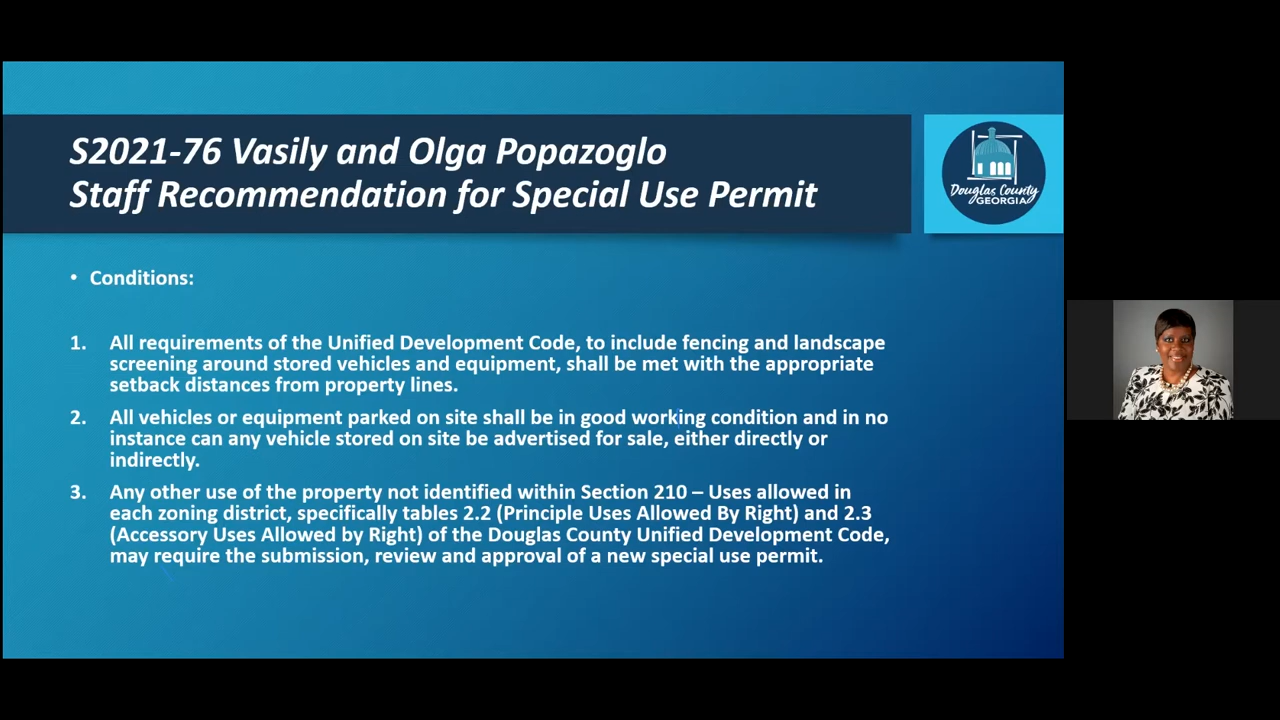 S2021-76 Vasily and Olga Popazoglo
Staff Recommendation for Special Use Permit
Douglas County
GEORGIA
• Conditions:
1. All requirements of the Unified Development Code, to include fencing and landscape
screening around stored vehicles and equipment, shall be met with the appropriate
setback distances from property lines.
2. All vehicles or equipment parked on site shall be in good working condition and in no
instance can any vehicle stored on site be advertised for sale, either directly or
indirectly.
3. Any other use of the property not identified within Section 210 – Uses allowed in
each zoning district, specifically tables 2.2 (Principle Uses Allowed By Right) and 2.3
(Accessory Uses Allowed by Right) of the Douglas County Unified Development Code,
may require the submission, review and approval of a new special use permit.